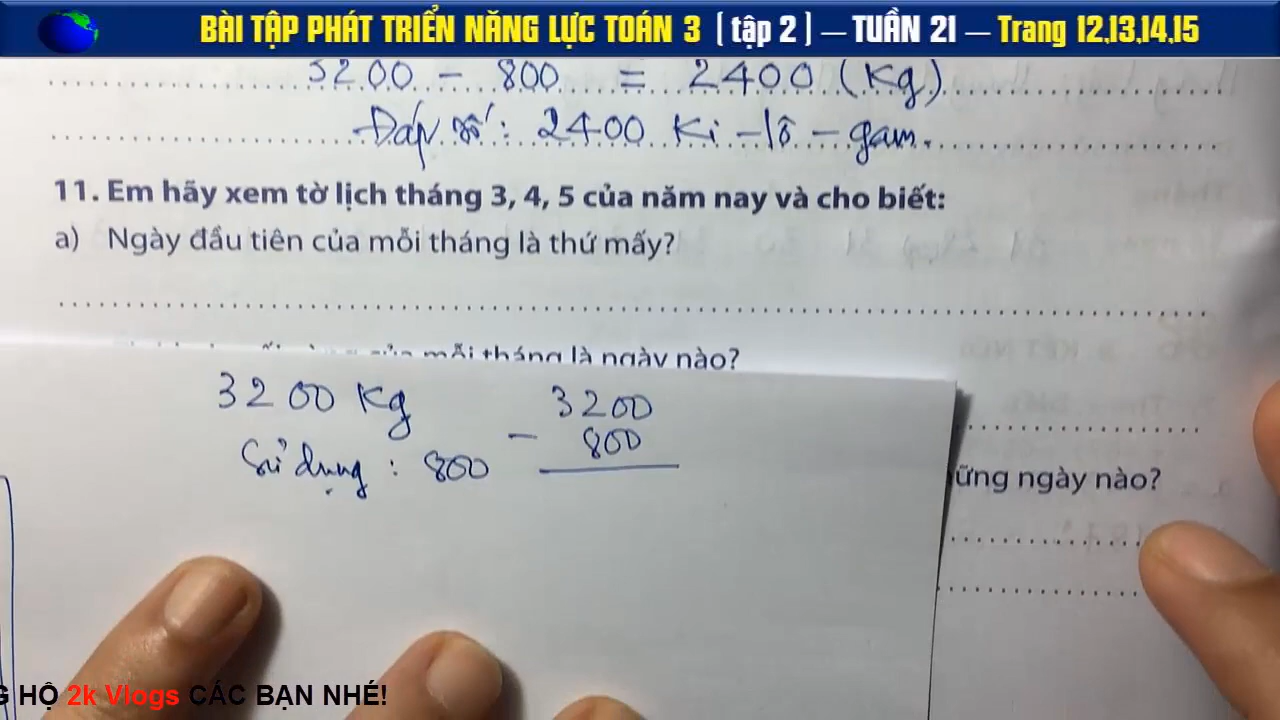 BÀI TẬP PHÁT TRIỂN NĂNG LỰC TOÁN 3 ( tập 2 ) – TUẦN 21 – Trang 12,13,14,15
3200 - 800 = 2400 (Kg)
Đáp số: 2400 Ki-lô-gam.
11. Em hãy xem tờ lịch tháng 3, 4, 5 của năm nay và cho biết:
a) Ngày đầu tiên của mỗi tháng là thứ mấy?
của mỗi tháng là ngày nào?
3200 Kg
3200
- 800
Sử dụng : 800
ững ngày nào?
G HỘ 2k Vlogs CÁC BẠN NHÉ!